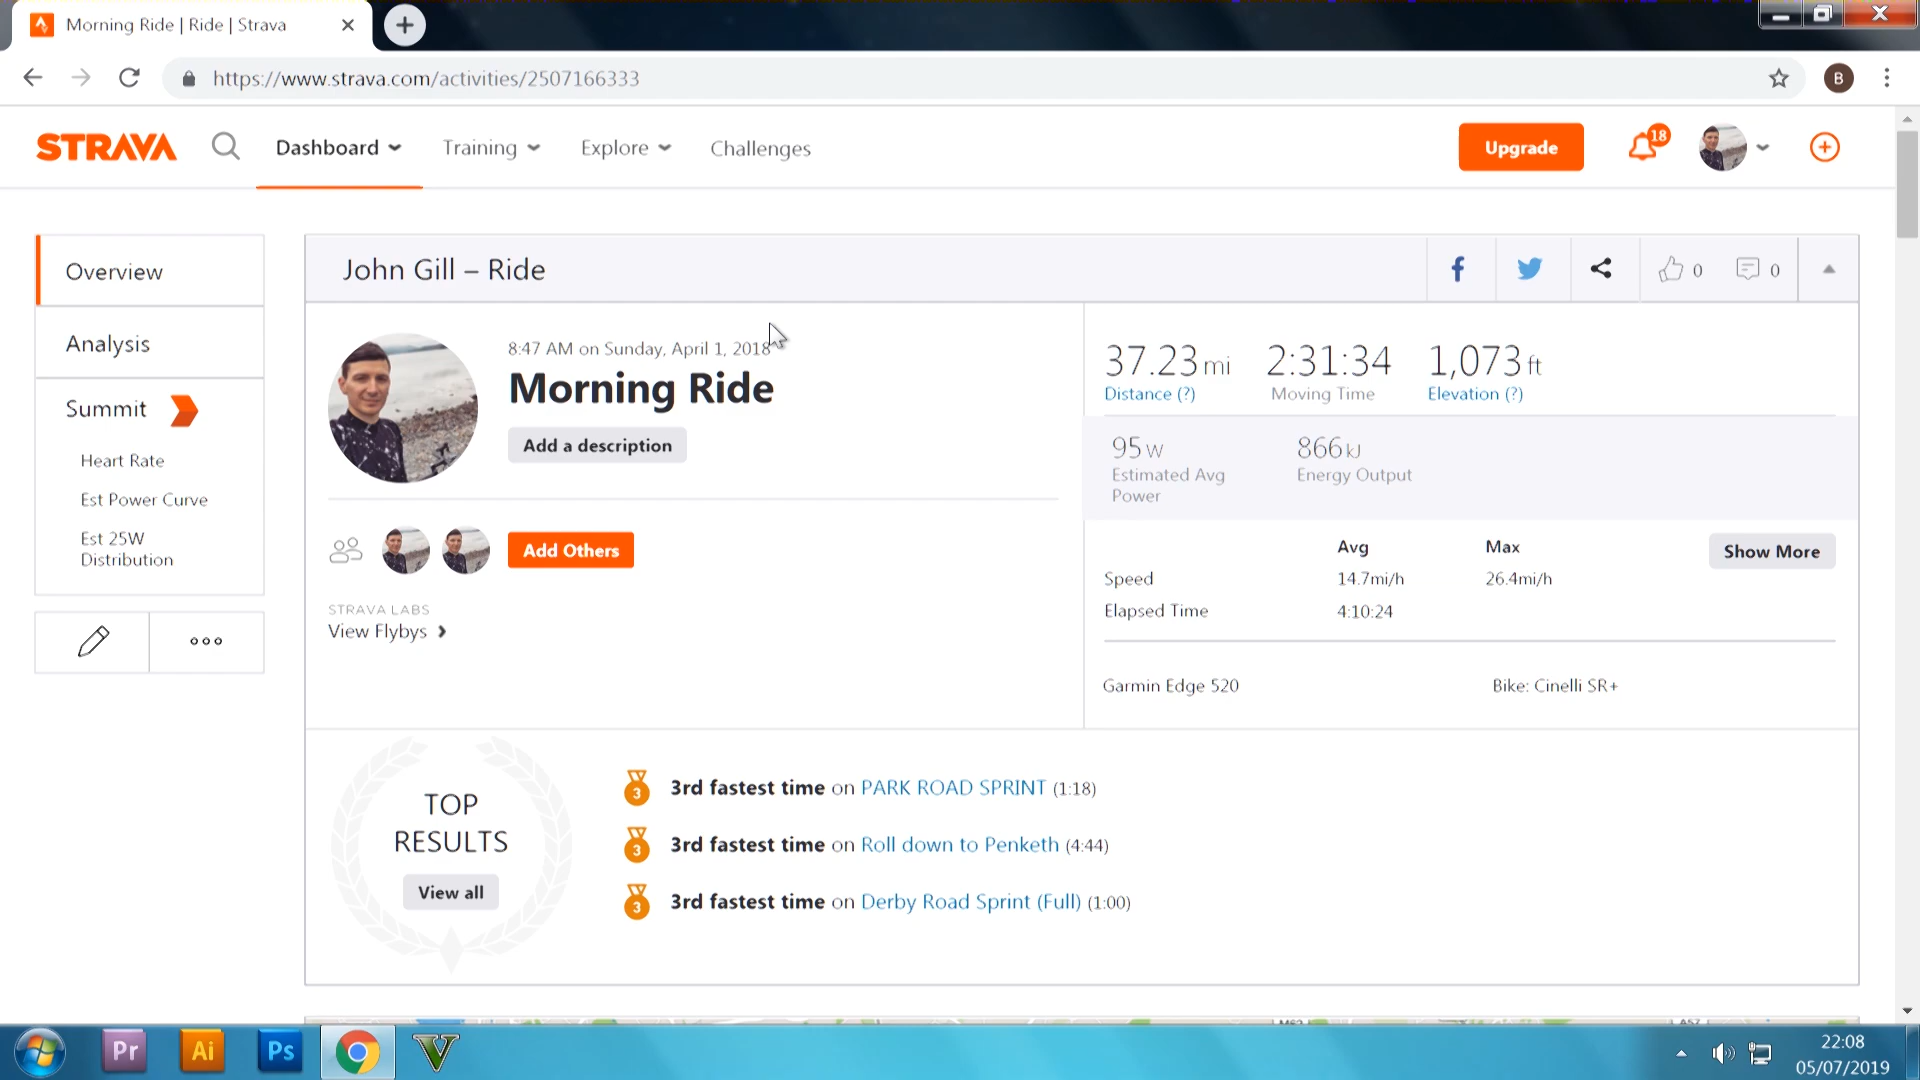 Morning Ride | Ride | Strava
https://www.strava.com/activities/2507166333
B
STRAVA
Dashboard
Training
Explore
Challenges
Upgrade
18
Overview
Analysis
Summit
Heart Rate
Est Power Curve
Est 25W
Distribution
John Gill – Ride
0
0
8:47 AM on Sunday, April 1, 2018
Morning Ride
Add a description
Add Others
STRAVA LABS
View Flybys
37.23 mi
2:31:34
1,073 ft
Distance (?)
Moving Time
Elevation (?)
95 W
866 kJ
Estimated Avg
Power
Energy Output
Avg
Max
Show More
Speed
14.7mi/h
26.4mi/h
Elapsed Time
4:10:24
Garmin Edge 520
Bike: Cinelli SR+
TOP
RESULTS
View all
3
3rd fastest time on PARK ROAD SPRINT (1:18)
3
3rd fastest time on Roll down to Penketh (4:44)
3
3rd fastest time on Derby Road Sprint (Full) (1:00)
Pr
Ai
Ps
V
22:08
05/07/2019